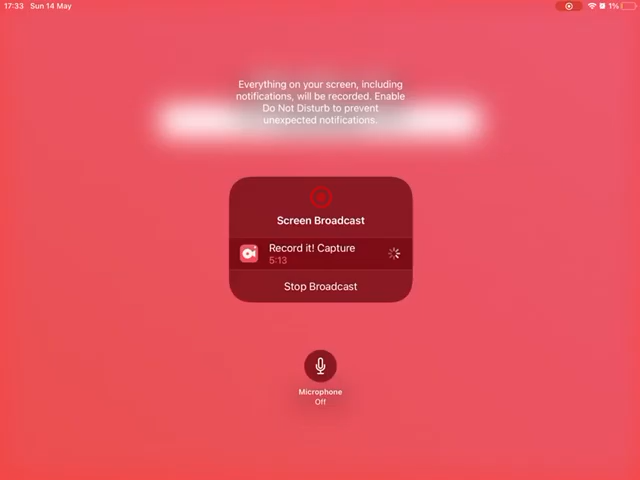 17:33 Sun 14 May 1%
Everything on your screen, including
notifications, will be recorded. Enable
Do Not Disturb to prevent
unexpected notifications.
Screen Broadcast
Record it! Capture
5:13
Stop Broadcast
Microphone
Off